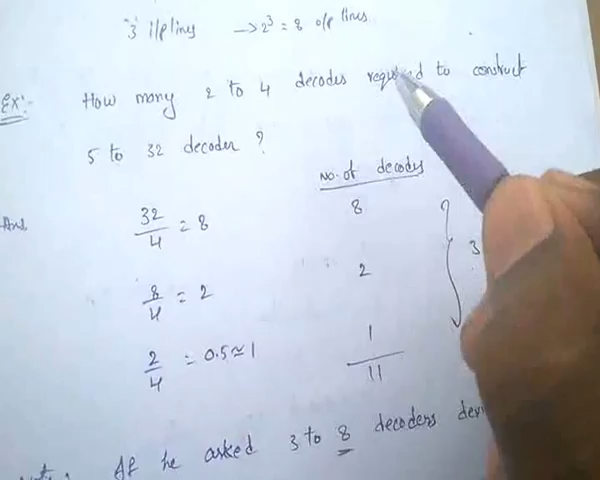 3 i/p lines → 2³ = 8 o/p lines
Ex:- How many 2 to 4 decodes required to construct
5 to 32 decoder ?
No. of decodes
Ans 32/4 = 8 8
3
8/4 = 2 2
2/4 = 0.5 ≃ 1 1
11
If he asked 3 to 8 decoders